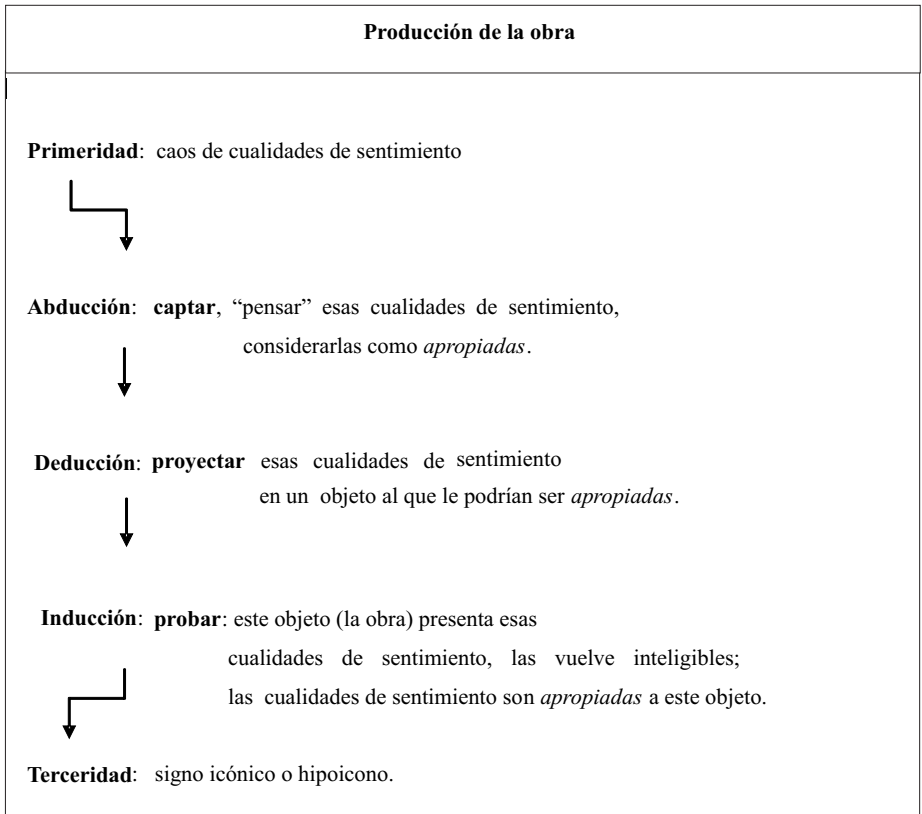 Producción de la obra
Primeridad: caos de cualidades de sentimiento
Abducción: captar, “pensar” esas cualidades de sentimiento,
considerarlas como apropiadas.
Deducción: proyectar esas cualidades de sentimiento
en un objeto al que le podrían ser apropiadas.
Inducción: probar: este objeto (la obra) presenta esas
cualidades de sentimiento, las vuelve inteligibles;
las cualidades de sentimiento son apropiadas a este objeto.
Terceridad: signo icónico o hipoicono.